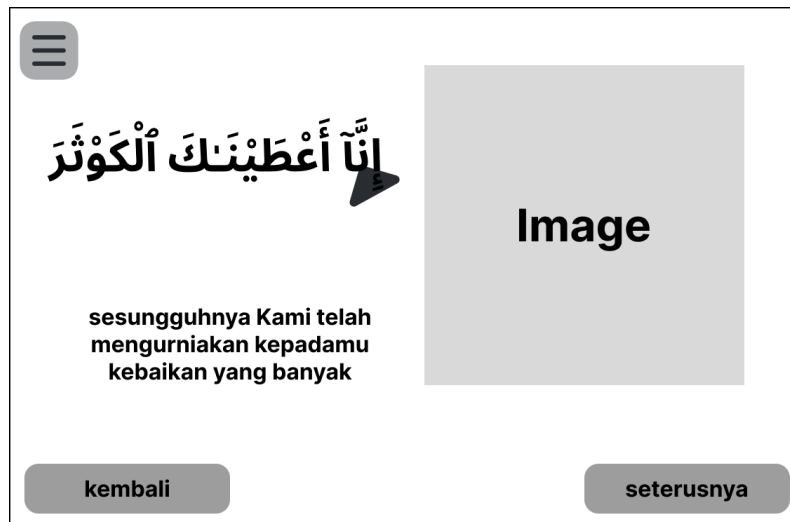 إِنَّآ أَعْطَيْنَـٰكَ ٱلْكَوْثَرَ
Image
sesungguhnya Kami telah
mengurniakan kepadamu
kebaikan yang banyak
kembali
seterusnya